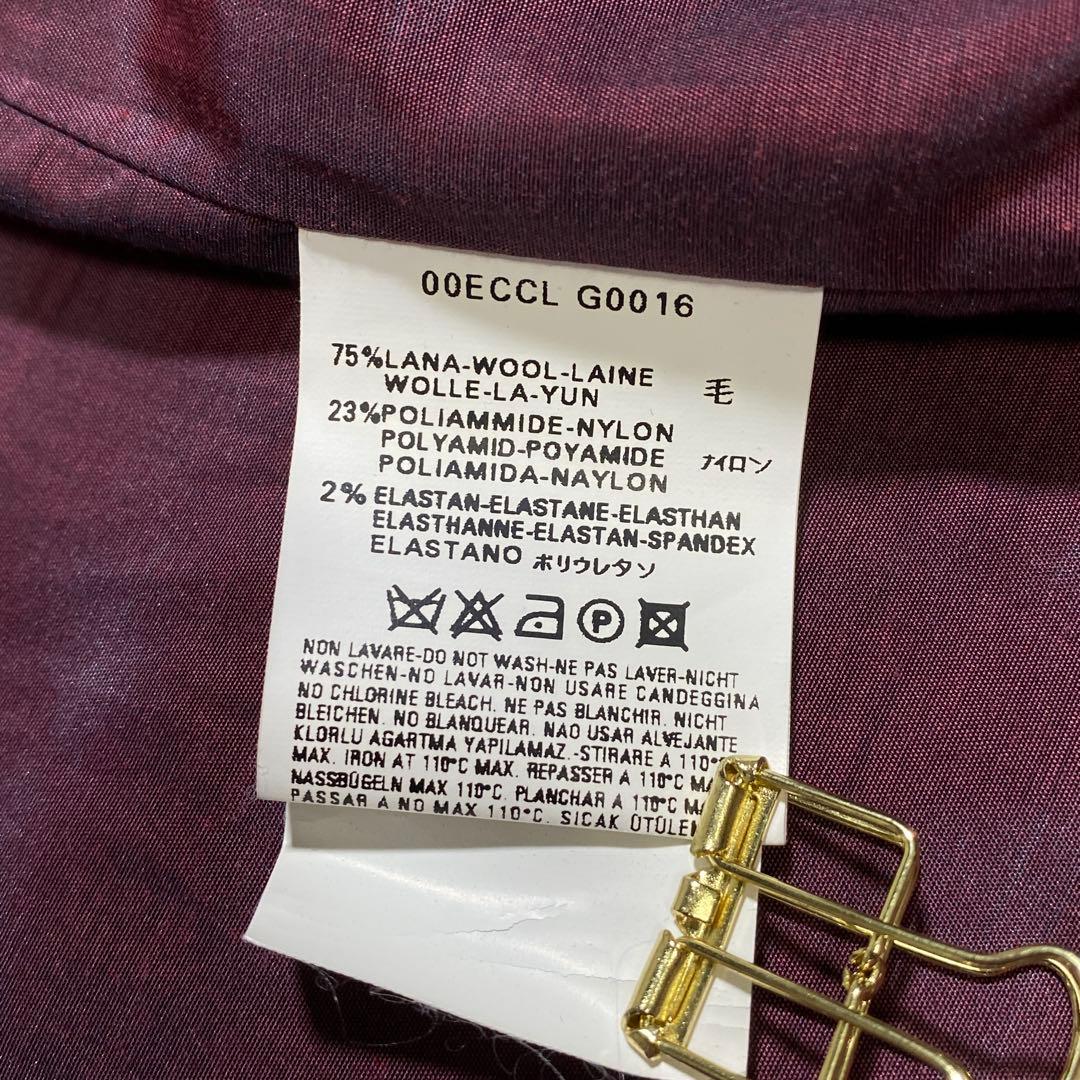 00ECCL G0016
75%LANA-WOOL-LAINE
WOLLE-LA-YUN 毛
23%POLIAMMIDE-NYLON
POLYAMID-POYAMIDE ナイロン
POLIAMIDA-NAYLON
2% ELASTAN-ELASTANE-ELASTHAN
ELASTHANNE-ELASTAN-SPANDEX
ELASTANO ポリウレタソ
P
NON LAVARE-DO NOT WASH-NE PAS LAVER-NICHT
WASCHEN-NO LAVAR-NON USARE CANDEGGINA
NO CHLORINE BLEACH. NE PAS BLANCHIR. NICHT
BLEICHEN. NO BLANQUEAR. NAO USAR ALVEJANTE
KLORLU AGARTMA YAPILAMAZ.-STIRARE A 110°
MAX. IRON AT 110°C MAX. REPASSER A 110°C
NASSBÜGELN MAX 110°C. PLANCHAR A 110°C
PASSAR A NO MAX 110°C. SICAK